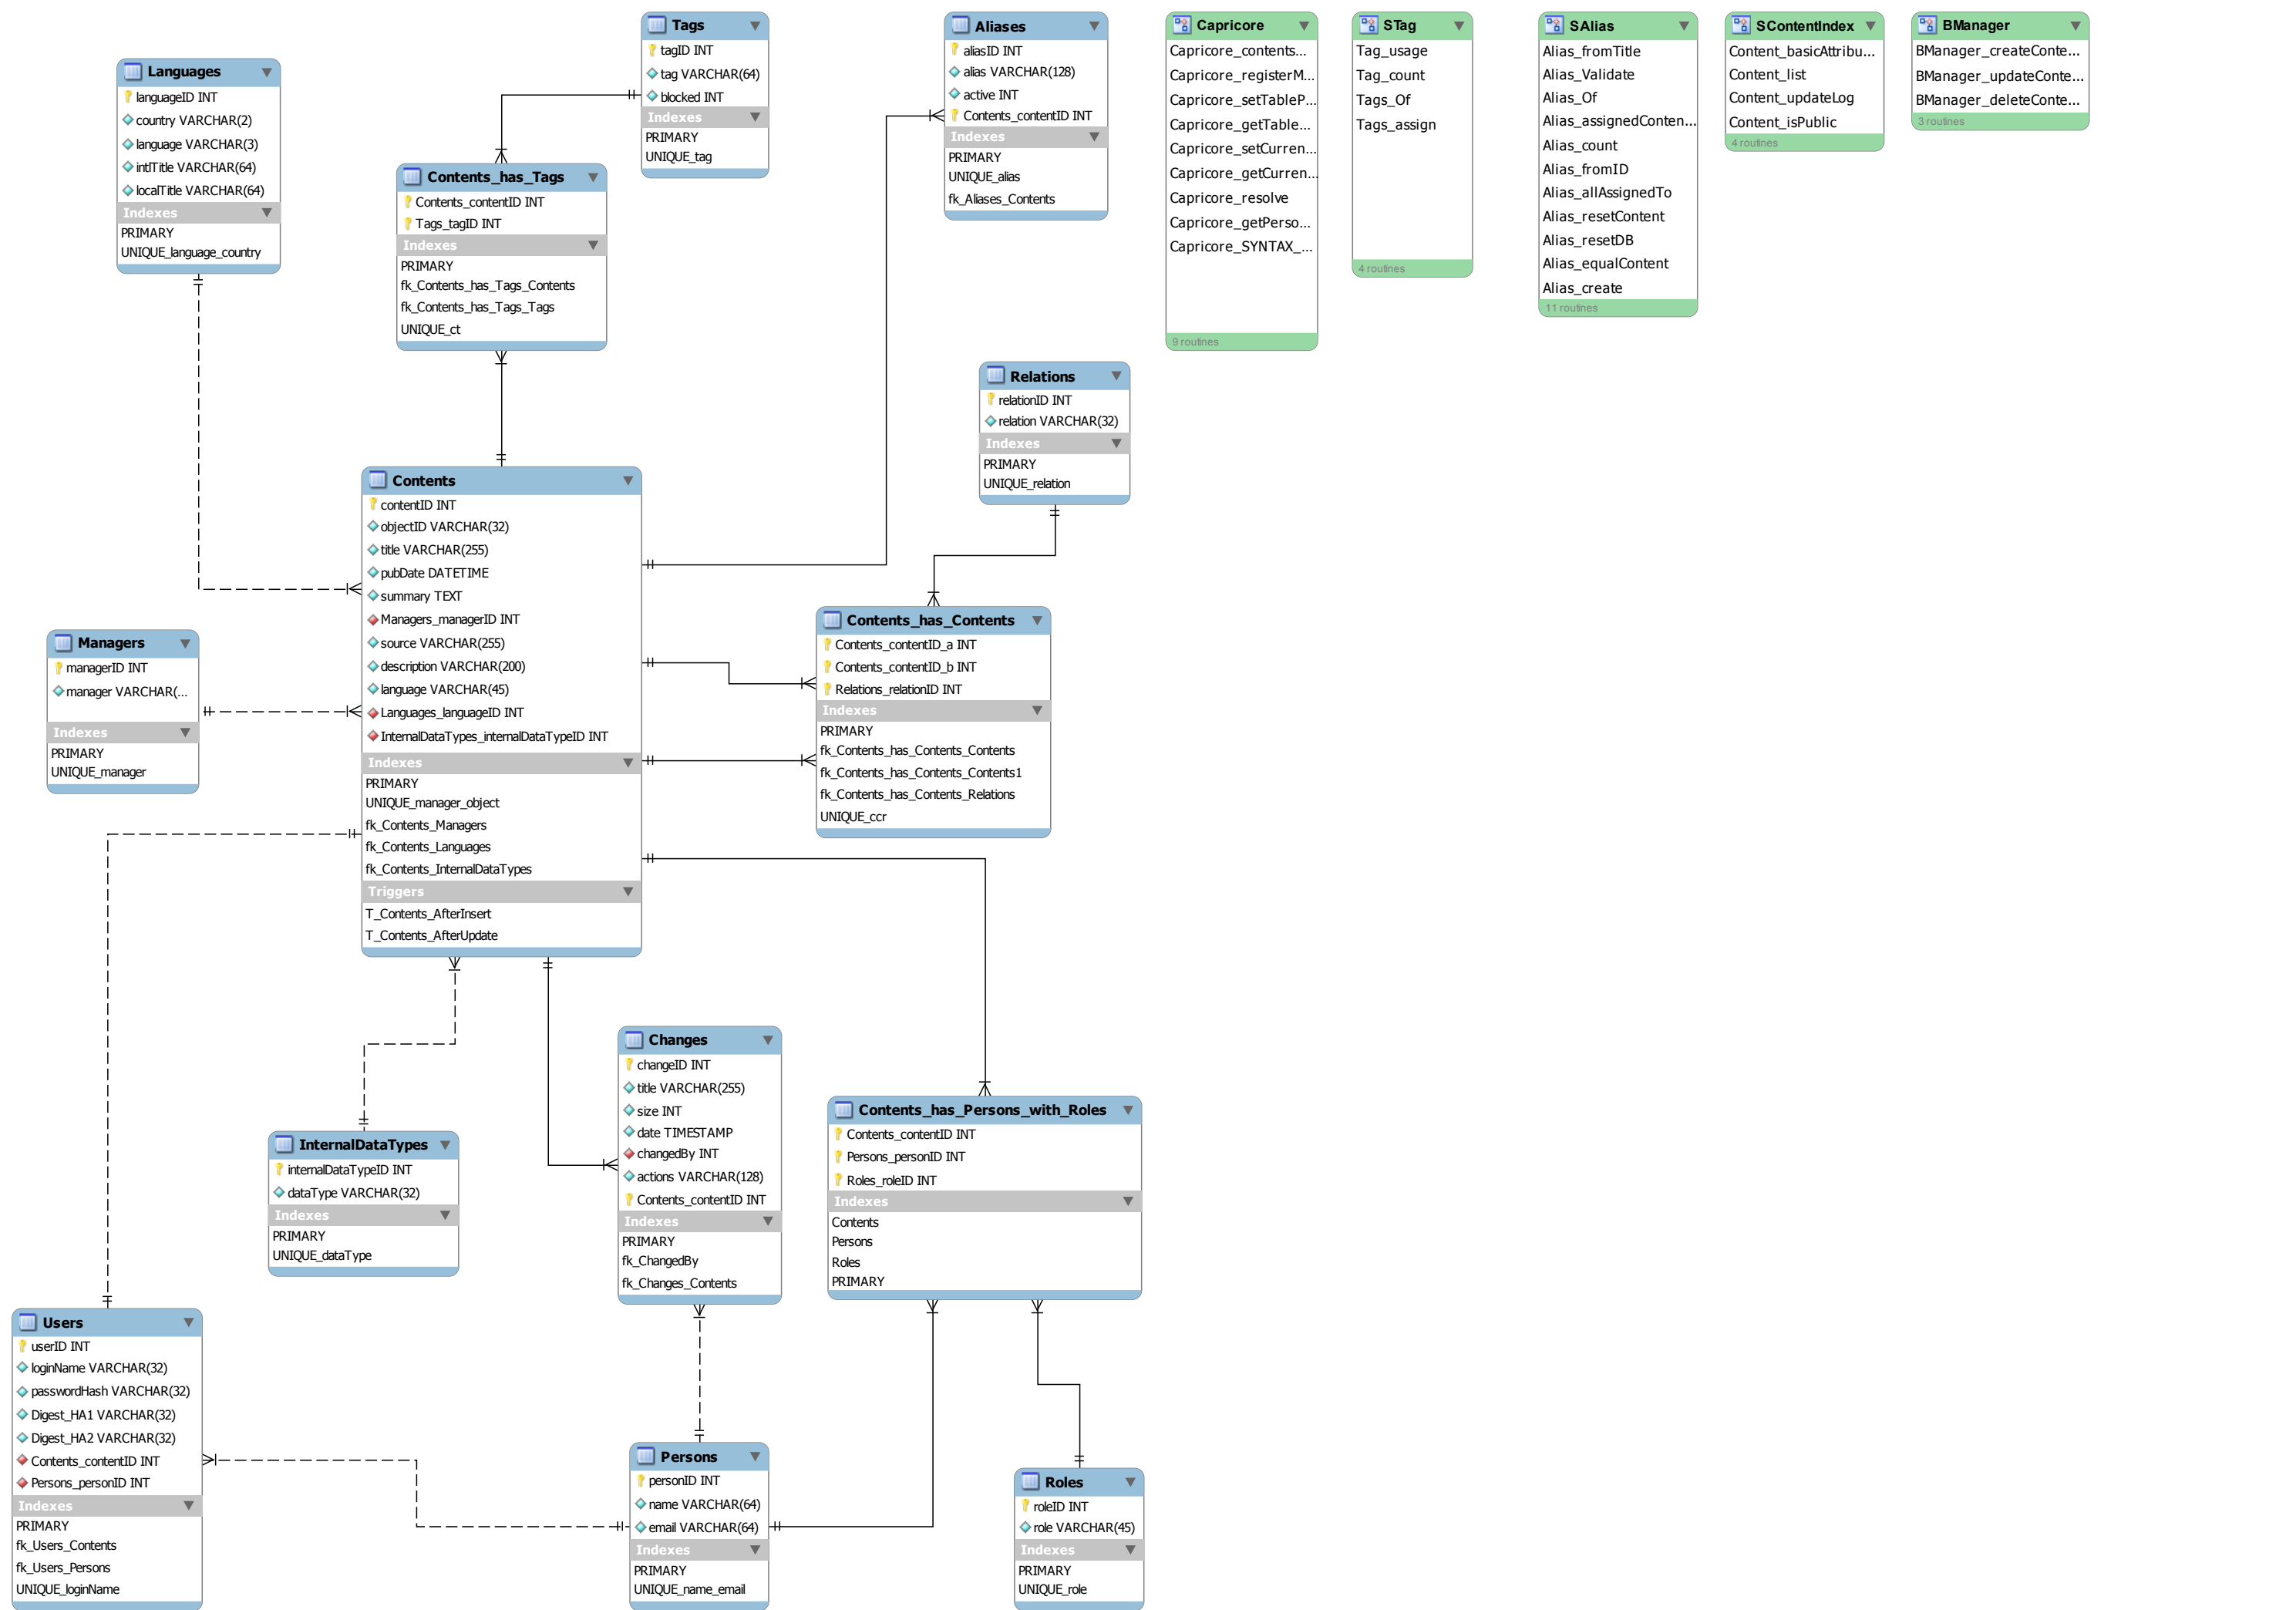 Tags
tagID INT
tag VARCHAR(64)
blocked INT
Indexes
PRIMARY
UNIQUE_tag
Aliases
aliasID INT
alias VARCHAR(128)
active INT
Contents_contentID INT
Indexes
PRIMARY
UNIQUE_alias
fk_Aliases_Contents
Capricore
Capricore_contents...
Capricore_registerM...
Capricore_setTableP...
Capricore_getTable...
Capricore_setCurren...
Capricore_getCurren...
Capricore_resolve
Capricore_getPerso...
Capricore_SYNTAX_...
9 routines
STag
Tag_usage
Tag_count
Tags_Of
Tags_assign
4 routines
SAlias
Alias_fromTitle
Alias_Validate
Alias_Of
Alias_assignedConten...
Alias_count
Alias_fromID
Alias_allAssignedTo
Alias_resetContent
Alias_resetDB
Alias_equalContent
Alias_create
11 routines
SContentIndex
Content_basicAttribu...
Content_list
Content_updateLog
Content_isPublic
4 routines
BManager
BManager_createConte...
BManager_updateConte...
BManager_deleteConte...
3 routines
Languages
languageID INT
country VARCHAR(2)
language VARCHAR(3)
intlTitle VARCHAR(64)
localTitle VARCHAR(64)
Indexes
PRIMARY
UNIQUE_language_country
Contents_has_Tags
Contents_contentID INT
Tags_tagID INT
Indexes
PRIMARY
fk_Contents_has_Tags_Contents
fk_Contents_has_Tags_Tags
UNIQUE_ct
Relations
relationID INT
relation VARCHAR(32)
Indexes
PRIMARY
UNIQUE_relation
Contents
contentID INT
objectID VARCHAR(32)
title VARCHAR(255)
pubDate DATETIME
summary TEXT
Managers_managerID INT
source VARCHAR(255)
description VARCHAR(200)
language VARCHAR(45)
Languages_languageID INT
InternalDataTypes_internalDataTypeID INT
Indexes
PRIMARY
UNIQUE_manager_object
fk_Contents_Managers
fk_Contents_Languages
fk_Contents_InternalDataTypes
Triggers
T_Contents_AfterInsert
T_Contents_AfterUpdate
Managers
managerID INT
manager VARCHAR(...
Indexes
PRIMARY
UNIQUE_manager
Contents_has_Contents
Contents_contentID_a INT
Contents_contentID_b INT
Relations_relationID INT
Indexes
PRIMARY
fk_Contents_has_Contents_Contents
fk_Contents_has_Contents_Contents1
fk_Contents_has_Contents_Relations
UNIQUE_ccr
Changes
changeID INT
title VARCHAR(255)
size INT
date TIMESTAMP
changedBy INT
actions VARCHAR(128)
Contents_contentID INT
Indexes
PRIMARY
fk_ChangedBy
fk_Changes_Contents
Contents_has_Persons_with_Roles
Contents_contentID INT
Persons_personID INT
Roles_roleID INT
Indexes
Contents
Persons
Roles
PRIMARY
InternalDataTypes
internalDataTypeID INT
dataType VARCHAR(32)
Indexes
PRIMARY
UNIQUE_dataType
Users
userID INT
loginName VARCHAR(32)
passwordHash VARCHAR(32)
Digest_HA1 VARCHAR(32)
Digest_HA2 VARCHAR(32)
Contents_contentID INT
Persons_personID INT
Indexes
PRIMARY
fk_Users_Contents
fk_Users_Persons
UNIQUE_loginName
Persons
personID INT
name VARCHAR(64)
email VARCHAR(64)
Indexes
PRIMARY
UNIQUE_name_email
Roles
roleID INT
role VARCHAR(45)
Indexes
PRIMARY
UNIQUE_role